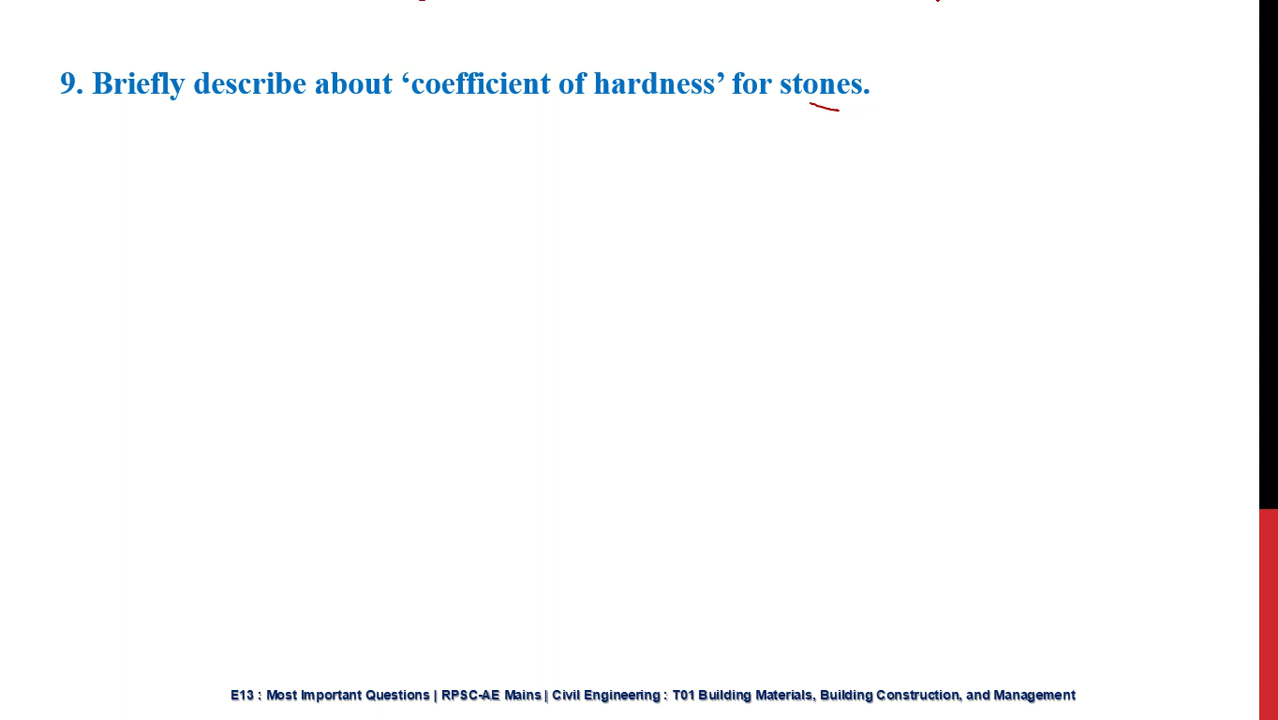 9. Briefly describe about ‘coefficient of hardness’ for stones.
E13 : Most Important Questions | RPSC-AE Mains | Civil Engineering : T01 Building Materials, Building Construction, and Management